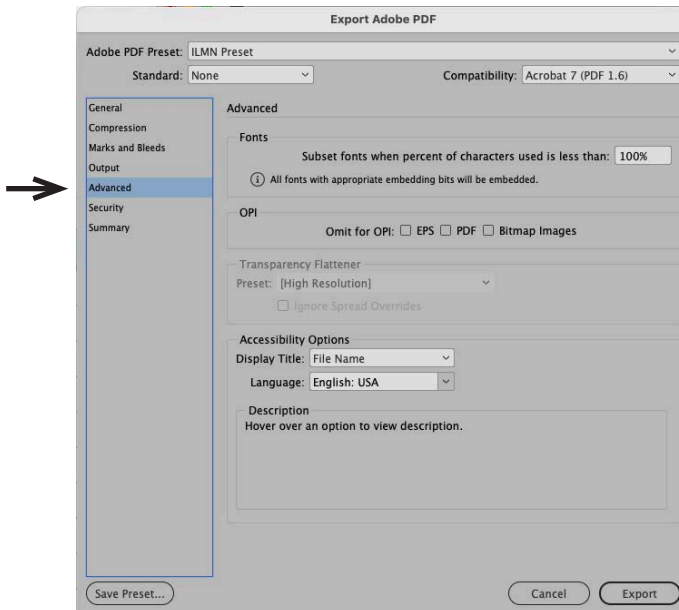 Export Adobe PDF
Adobe PDF Preset: ILMN Preset
Standard: None
Compatibility: Acrobat 7 (PDF 1.6)
General
Compression
Marks and Bleeds
Output
Advanced
Security
Summary
Advanced
Fonts
Subset fonts when percent of characters used is less than: 100%
All fonts with appropriate embedding bits will be embedded.
OPI
Omit for OPI: EPS PDF Bitmap Images
Transparency Flattener
Preset: [High Resolution]
Ignore Spread Overrides
Accessibility Options
Display Title: File Name
Language: English: USA
Description
Hover over an option to view description.
Save Preset...
Cancel
Export